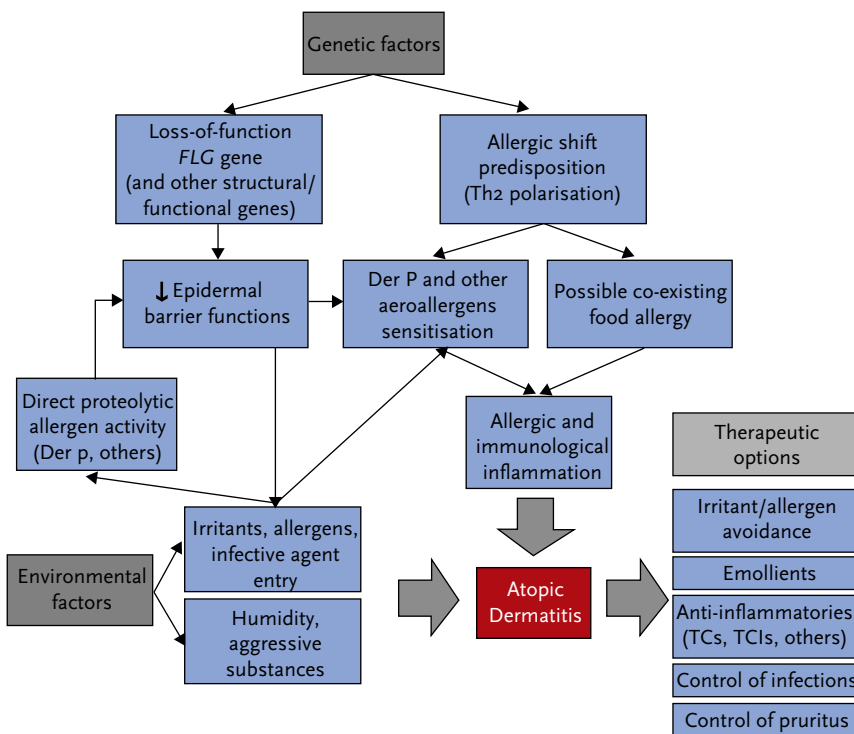 Genetic factors
Loss-of-function
FLG gene
(and other structural/
functional genes)
Allergic shift
predisposition
(Th2 polarisation)
↓Epidermal
barrier functions
Der P and other
aeroallergens
sensitisation
Possible co-existing
food allergy
Direct proteolytic
allergen activity
(Der p, others)
Allergic and
immunological
inflammation
Therapeutic
options
Irritants, allergens,
infective agent
entry
Irritant/allergen
avoidance
Environmental
factors
Atopic
Dermatitis
Emollients
Humidity,
aggressive
substances
Anti-inflammatories
(TCs, TCIs, others)
Control of infections
Control of pruritus